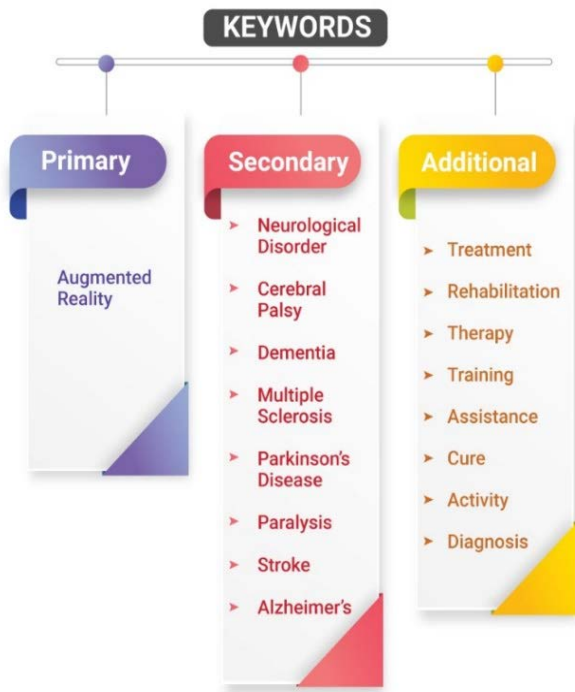 KEYWORDS
Primary
Augmented
Reality
Secondary
Neurological
Disorder
Cerebral
Palsy
Dementia
Multiple
Sclerosis
Parkinson's
Disease
Paralysis
Stroke
Alzheimer's
Additional
Treatment
Rehabilitation
Therapy
Training
Assistance
Cure
Activity
Diagnosis